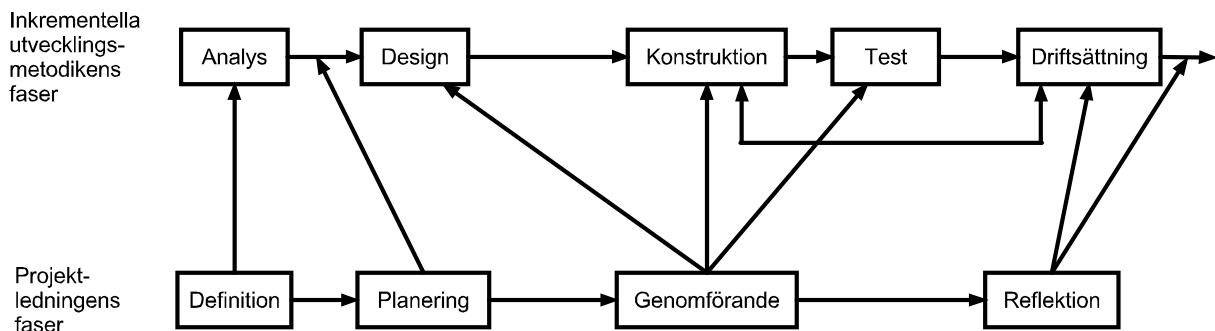 Inkrementella
utvecklings-
metodikens
faser
Analys
Design
Konstruktion
Test
Driftsättning
Projekt-
ledningens
faser
Definition
Planering
Genomförande
Reflektion